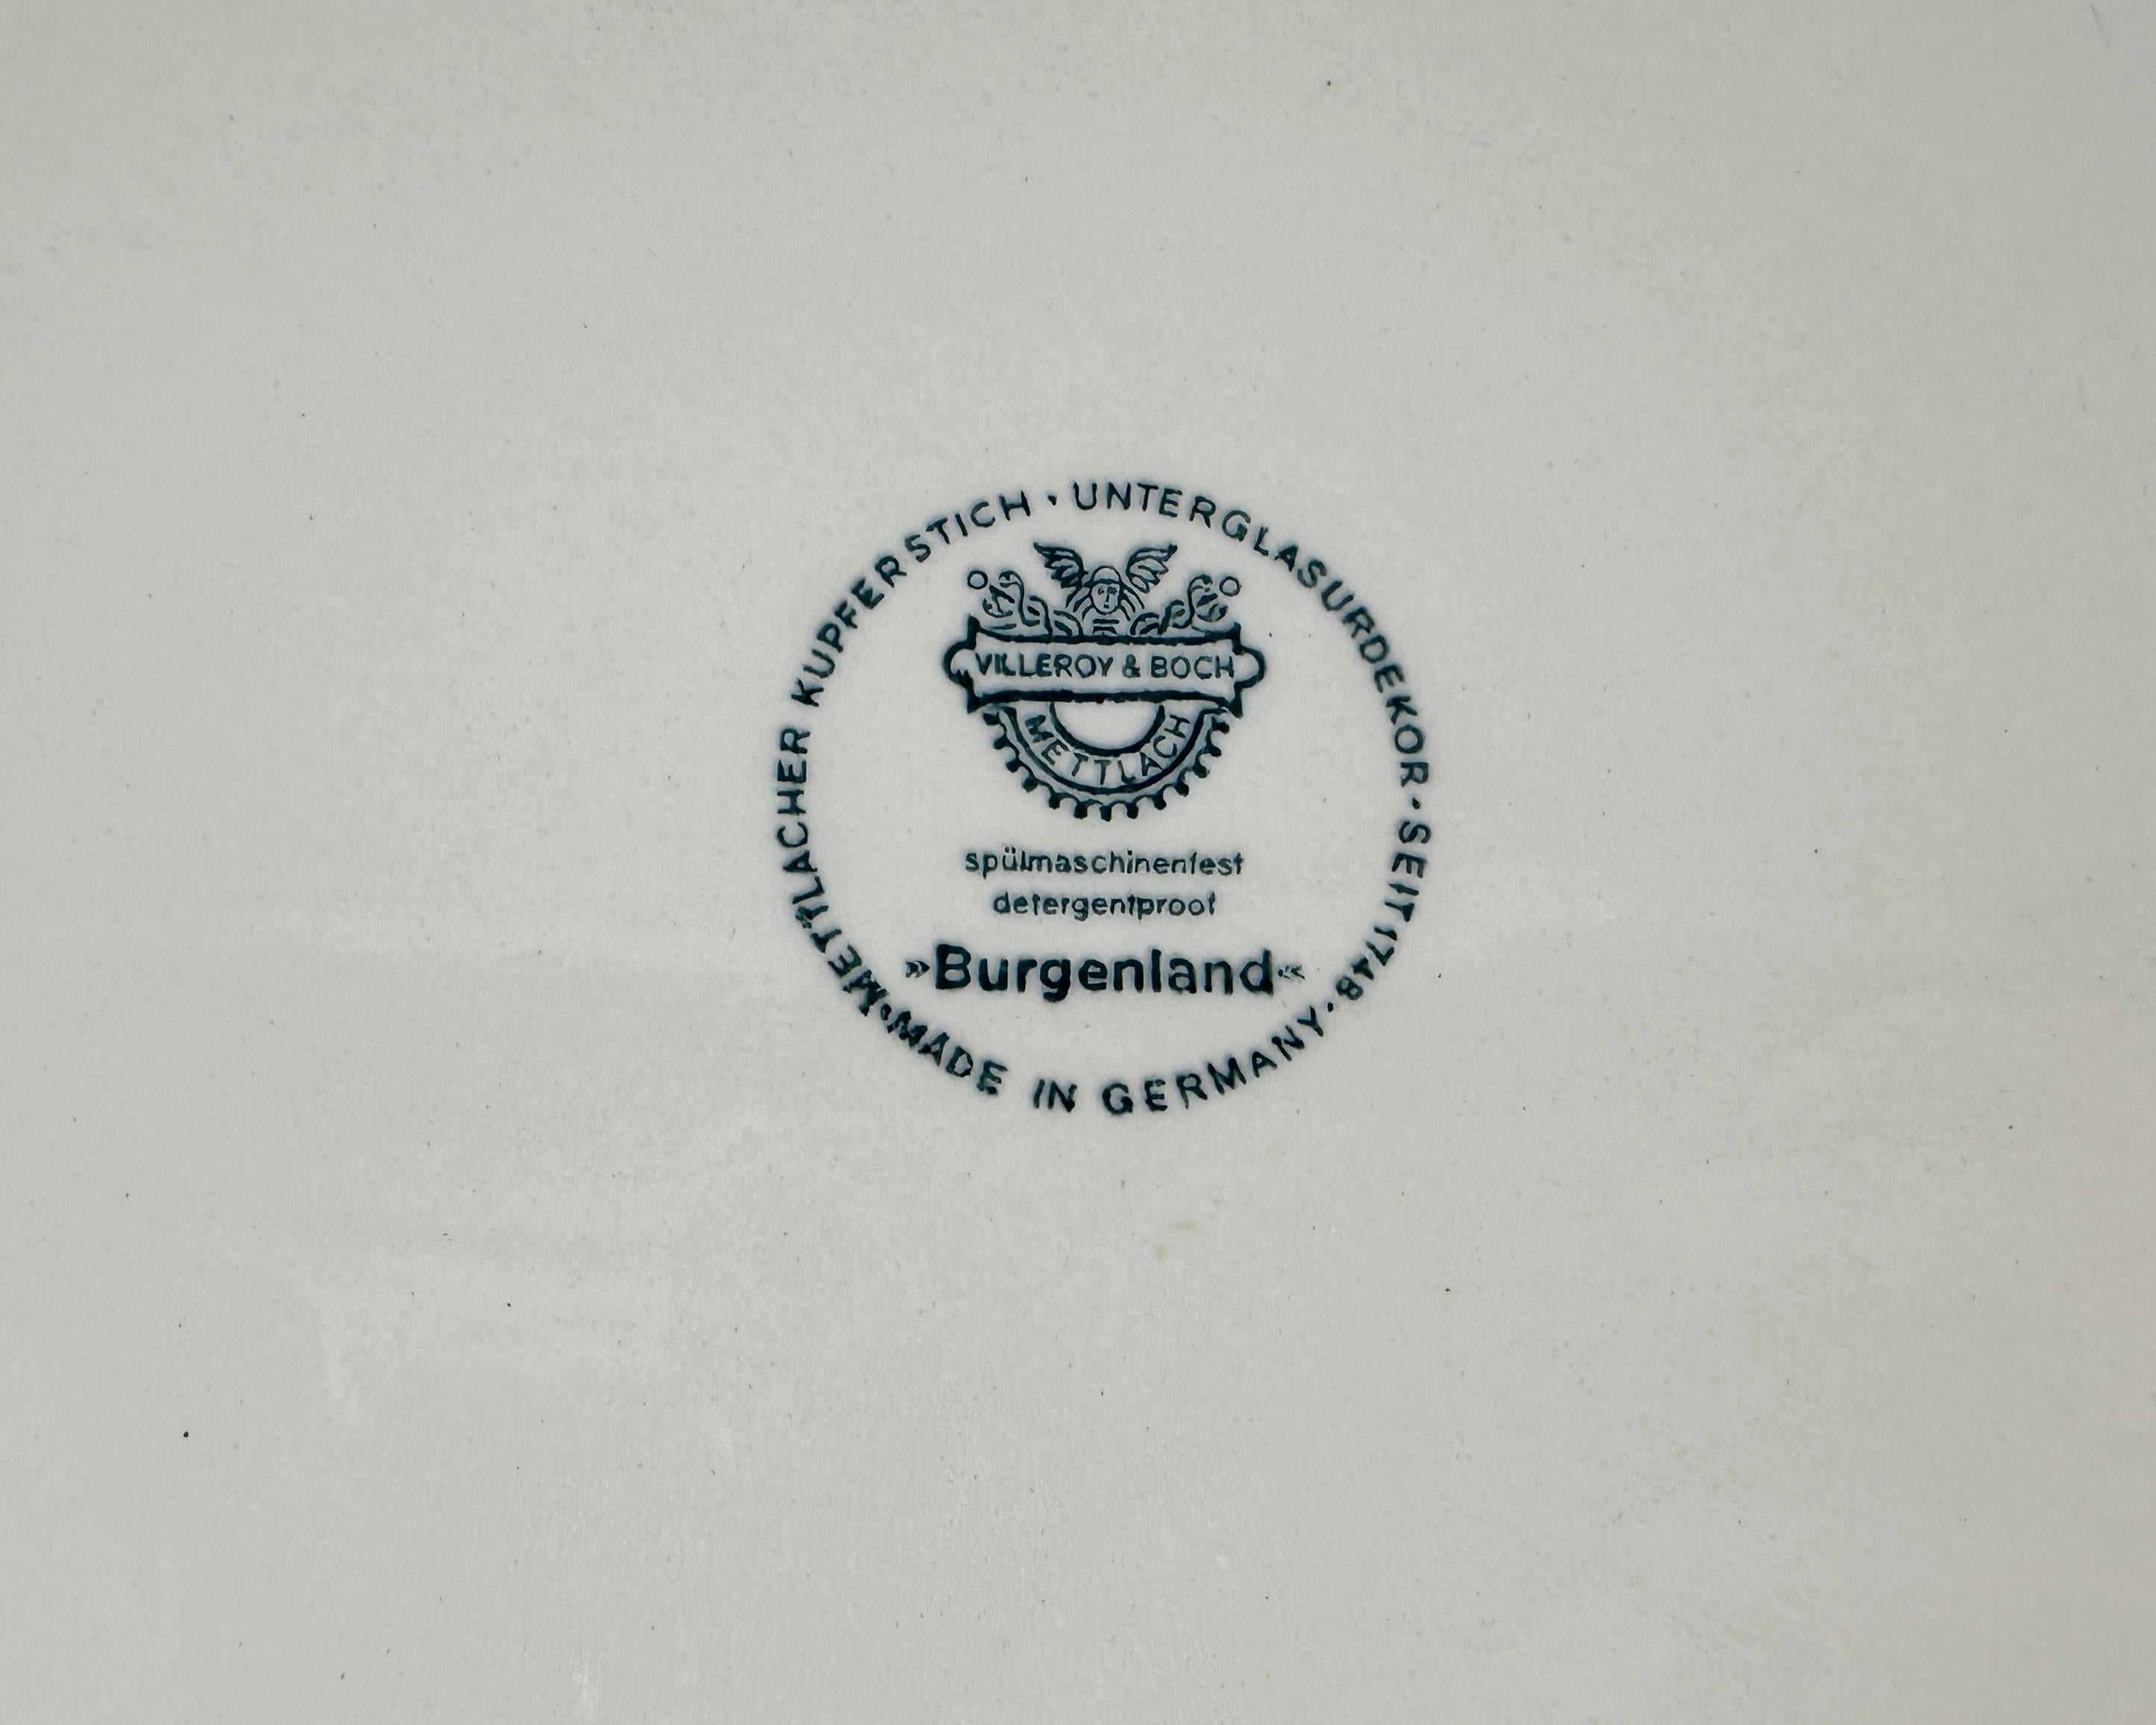 METTLACHER KUPFERSTICH · UNTERGLASURDEKOR · SEIT 1748 ·
MADE IN GERMANY ·
VILLEROY & BOCH
METTLACH
spülmaschinenfest
detergentproof
»Burgenland«